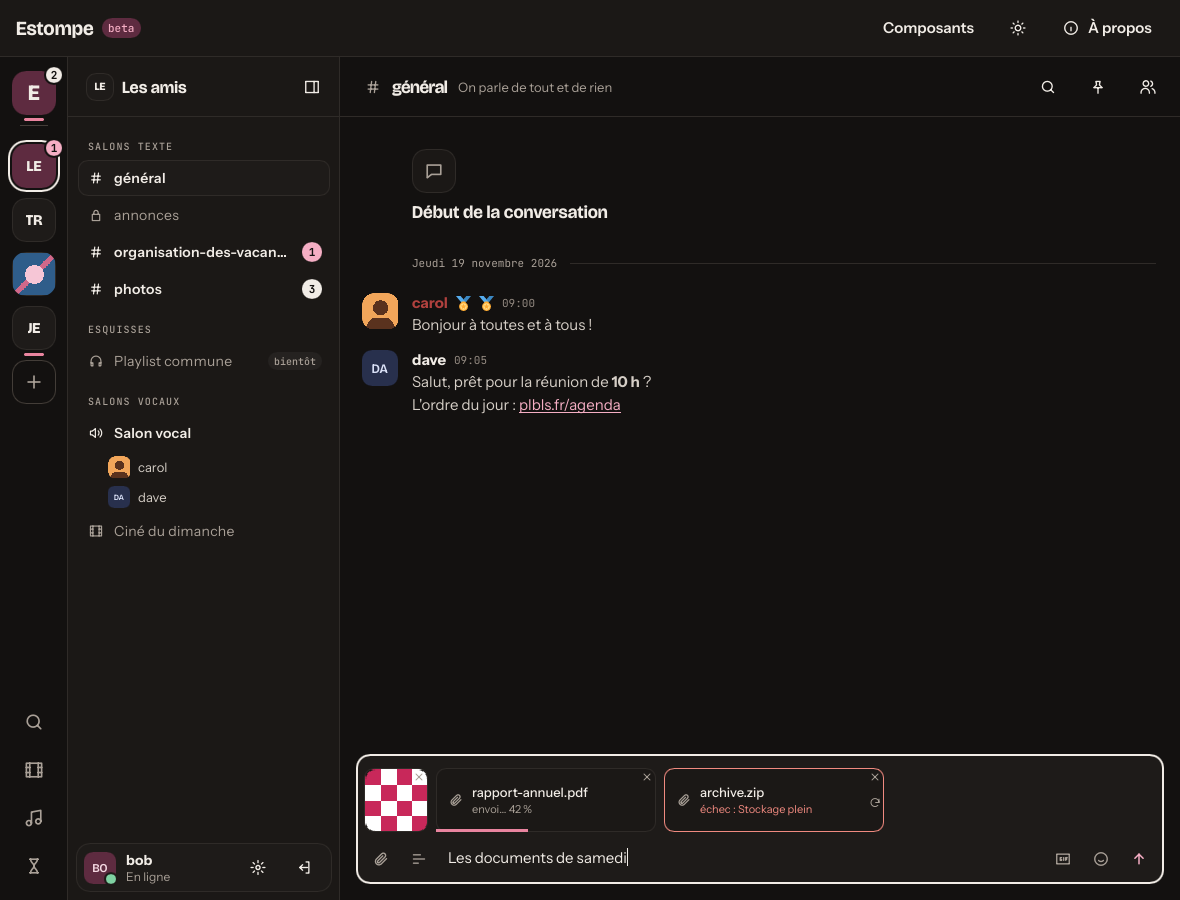 Estompe beta
Composants
À propos
E 2
LE 1
TR
JE
LE Les amis
SALONS TEXTE
# général
annonces
# organisation-des-vacan... 1
# photos 3
ESQUISSES
Playlist commune bientôt
SALONS VOCAUX
Salon vocal
carol
DA dave
Ciné du dimanche
BO bob
En ligne
# général On parle de tout et de rien
Début de la conversation
Jeudi 19 novembre 2026
carol 09:00
Bonjour à toutes et à tous !
DA dave 09:05
Salut, prêt pour la réunion de 10 h ?
L'ordre du jour : plbls.fr/agenda
rapport-annuel.pdf
envoi... 42 %
archive.zip
échec : Stockage plein
Les documents de samedi
GIF